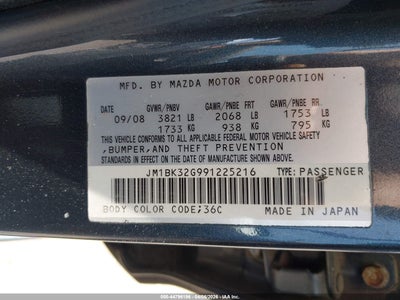 MFD. BY MAZDA MOTOR CORPORATION
GVWR/PNBV GAWR/PNBE FRT GAWR/PNBE RR
09/08 3821 LB 2068 LB 1753 LB
1733 KG 938 KG 795 KG
THIS VEHICLE CONFORMS TO ALL APPLICABLE FEDERAL MOTOR VEHICLE SAFETY,
,BUMPER,AND THEFT PREVENTION
STANDARDS IN EFFECT ON THE DATE OF MANUFACTURE SHOWN ABOVE.
JM1BK32G991225216 TYPE:PASSENGER
BODY COLOR CODE;36C MADE IN JAPAN